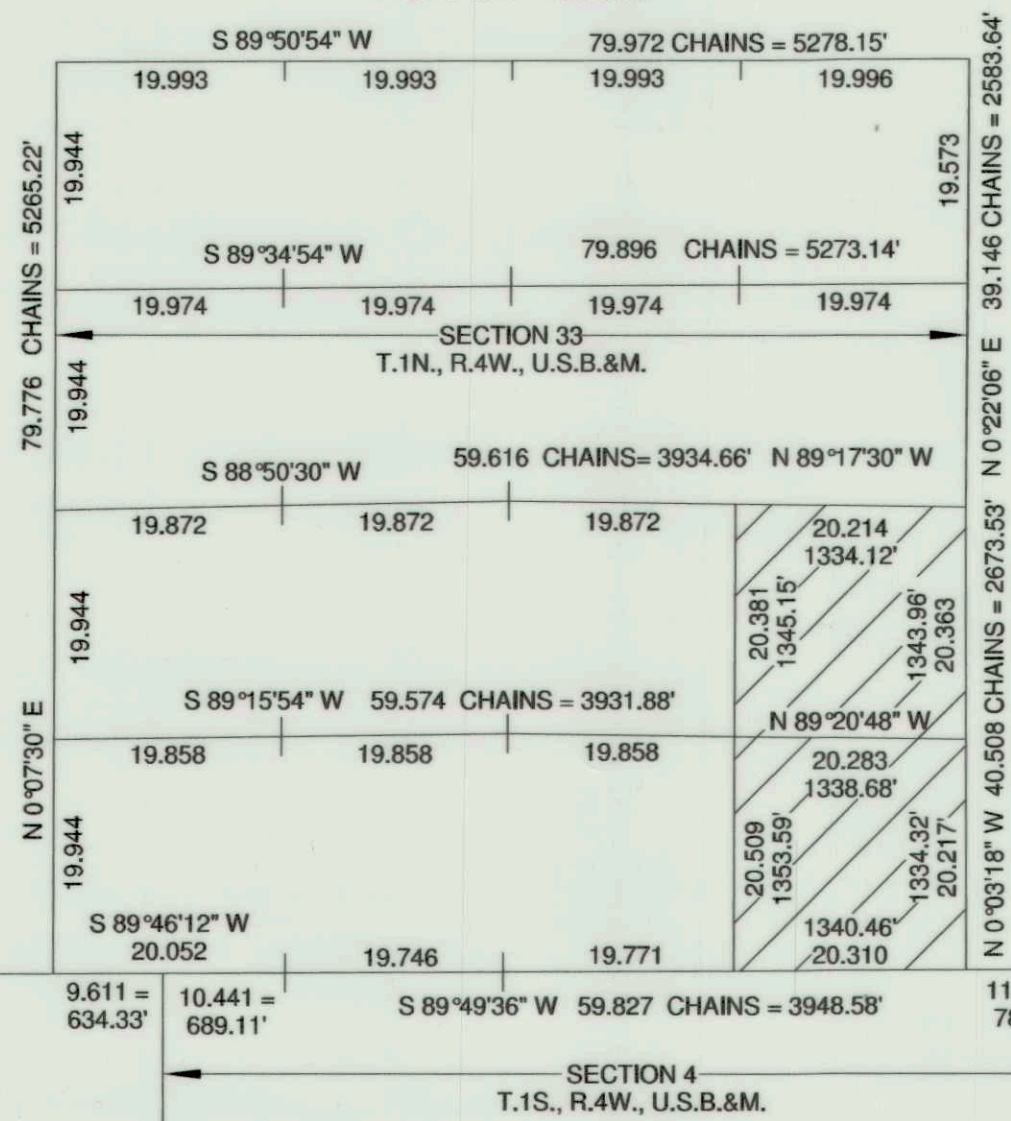 S 89°50'54" W 79.972 CHAINS = 5278.15'
19.993 19.993 19.993 19.996
19.944
19.573
79.776 CHAINS = 5265.22'
39.146 CHAINS = 2583.64'
S 89°34'54" W 79.896 CHAINS = 5273.14'
19.974 19.974 19.974 19.974
SECTION 33
T.1N., R.4W., U.S.B.&M.
19.944
N 0°22'06" E
S 88°50'30" W 59.616 CHAINS= 3934.66' N 89°17'30" W
19.872 19.872 19.872
20.214
1334.12'
20.381
1345.15'
1343.96'
20.363
19.944
40.508 CHAINS = 2673.53'
S 89°15'54" W 59.574 CHAINS = 3931.88'
N 89°20'48" W
19.858 19.858 19.858
20.283
1338.68'
N 0°07'30" E
19.944
20.509
1353.59'
1334.32'
20.217'
N 0°03'18" W
S 89°46'12" W
20.052 19.746 19.771
1340.46'
20.310
9.611 =
634.33'
10.441 =
689.11'
S 89°49'36" W 59.827 CHAINS = 3948.58'
11
78
SECTION 4
T.1S., R.4W., U.S.B.&M.